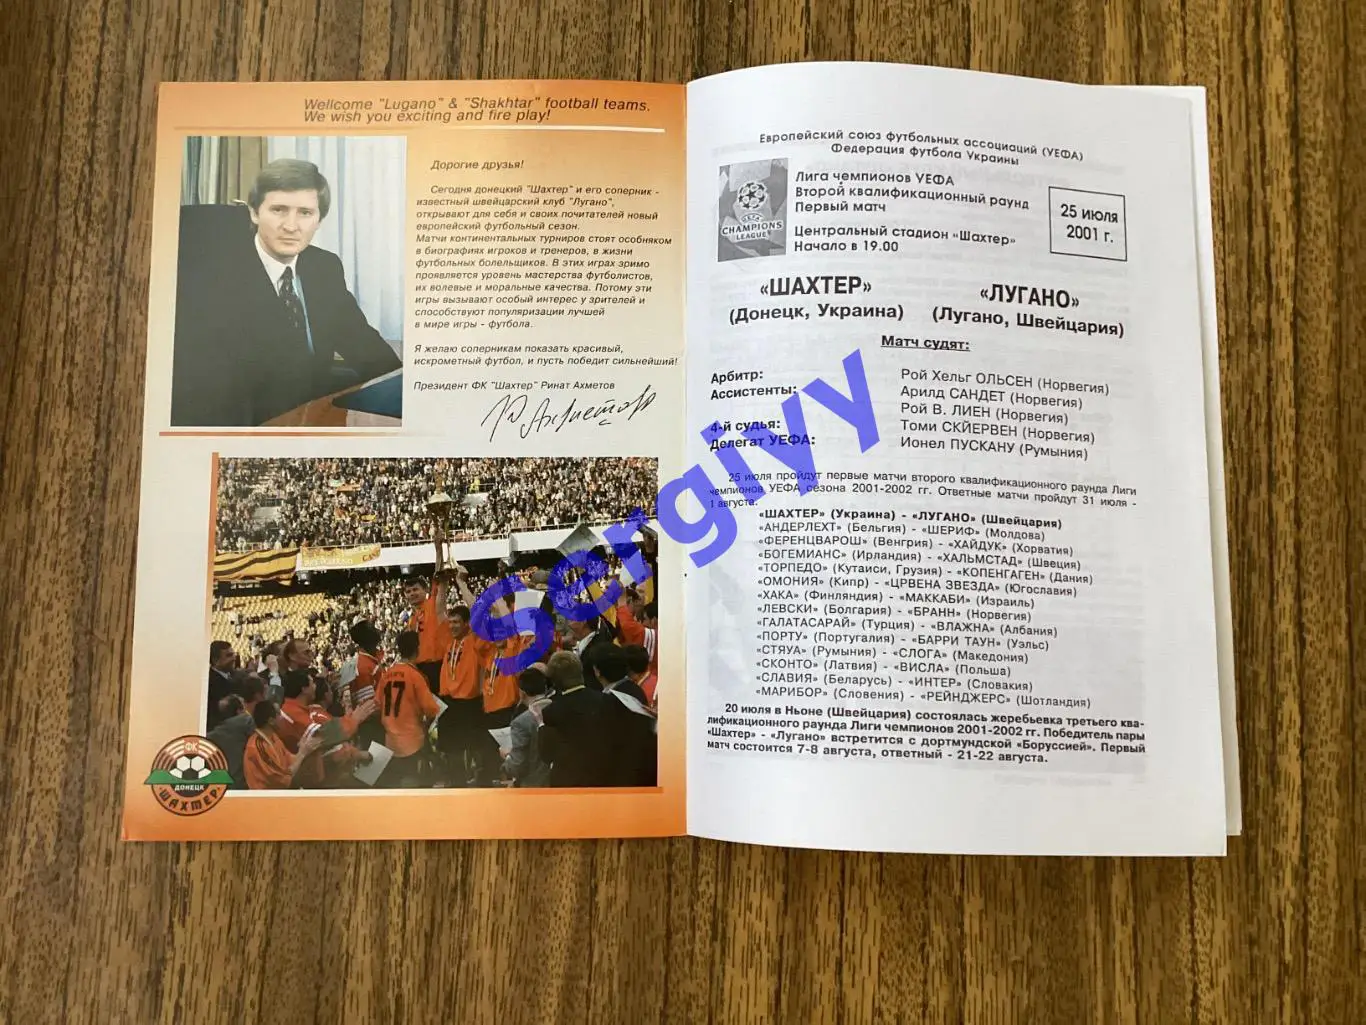 Wellcome "Lugano" & "Shakhtar" football teams.
We wish you exciting and fire play!
Дорогие друзья!
Сегодня донецкий "Шахтер" и его соперник -
известный швейцарский клуб "Лугано",
открывают для себя и своих почитателей новый
европейский футбольный сезон.
Матчи континентальных турниров стоят особняком
в биографиях игроков и тренеров, в жизни
футбольных болельщиков. В этих играх зримо
проявляется уровень мастерства футболистов,
их волевые и моральные качества. Потому эти
игры вызывают особый интерес у зрителей и
способствуют популяризации лучшей
в мире игры - футбола.
Я желаю соперникам показать красивый,
искрометный футбол, и пусть победит сильнейший!
Президент ФК "Шахтер" Ринат Ахметов
17
ФК
ДОНЕЦК
ШАХТЕР
Европейский союз футбольных ассоциаций (УЕФА)
Федерация футбола Украины
UEFA
CHAMPIONS
LEAGUE
Лига чемпионов УЕФА
Второй квалификационный раунд
Первый матч
Центральный стадион «Шахтер»
Начало в 19.00
25 июля
2001 г.
«ШАХТЕР» «ЛУГАНО»
(Донецк, Украина) (Лугано, Швейцария)
Матч судят:
Арбитр: Рой Хельг ОЛЬСЕН (Норвегия)
Ассистенты: Арилд САНДЕТ (Норвегия)
Рой В. ЛИЕН (Норвегия)
4-й судья: Томи СКЙЕРВЕН (Норвегия)
Делегат УЕФА: Ионел ПУСКАНУ (Румыния)
25 июля пройдут первые матчи второго квалификационного раунда Лиги
чемпионов УЕФА сезона 2001-2002 гг. Ответные матчи пройдут 31 июля -
1 августа.
«ШАХТЕР» (Украина) - «ЛУГАНО» (Швейцария)
«АНДЕРЛЕХТ» (Бельгия) - «ШЕРИФ» (Молдова)
«ФЕРЕНЦВАРОШ» (Венгрия) - «ХАЙДУК» (Хорватия)
«БОГЕМИАНС» (Ирландия) - «ХАЛЬМСТАД» (Швеция)
«ТОРПЕДО» (Кутаиси, Грузия) - «КОПЕНГАГЕН» (Дания)
«ОМОНИЯ» (Кипр) - «ЦРВЕНА ЗВЕЗДА» (Югославия)
«ХАКА» (Финляндия) - «МАККАБИ» (Израиль)
«ЛЕВСКИ» (Болгария) - «БРАНН» (Норвегия)
«ГАЛАТАСАРАЙ» (Турция) - «ВЛАЖНА» (Албания)
«ПОРТУ» (Португалия) - «БАРРИ ТАУН» (Уэльс)
«СТЯУА» (Румыния) - «СЛОГА» (Македония)
«СКОНТО» (Латвия) - «ВИСЛА» (Польша)
«СЛАВИЯ» (Беларусь) - «ИНТЕР» (Словакия)
«МАРИБОР» (Словения) - «РЕЙНДЖЕРС» (Шотландия)
20 июля в Ньоне (Швейцария) состоялась жеребьевка третьего ква-
лификационного раунда Лиги чемпионов 2001-2002 гг. Победитель пары
«Шахтер» - «Лугано» встретится с дортмундской «Боруссией». Первый
матч состоится 7-8 августа, ответный - 21-22 августа.
Sergiyy